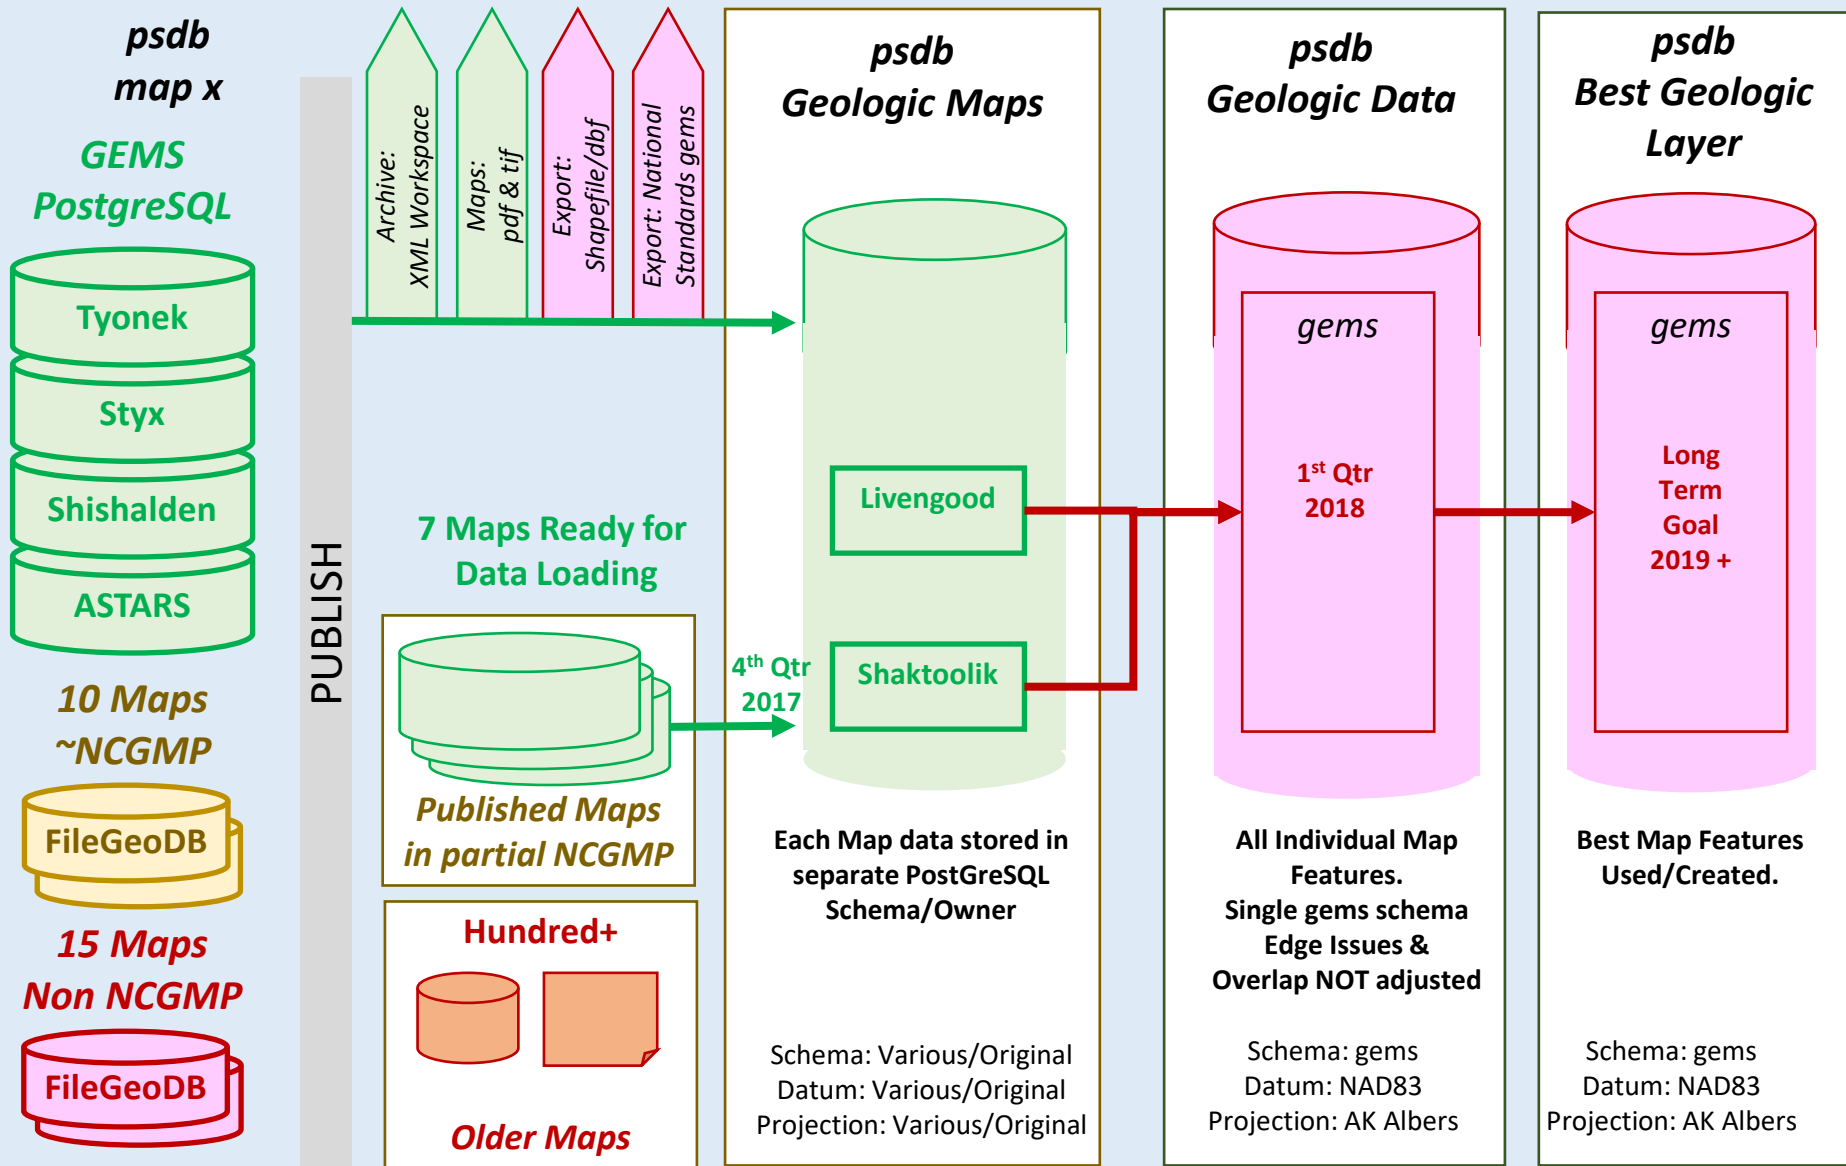 psdb
map x
GEMS
PostgreSQL
Tyonek
Styx
Shishalden
ASTARS
10 Maps
~NCGMP
FileGeoDB
15 Maps
Non NCGMP
FileGeoDB
PUBLISH
Archive:
XML Workspace
Maps:
pdf & tif
Export:
Shapefile/dbf
Export: National
Standards gems
7 Maps Ready for
Data Loading
Published Maps
in partial NCGMP
4th Qtr
2017
Hundred+
Older Maps
psdb
Geologic Maps
Livengood
Shaktoolik
Each Map data stored in
separate PostGreSQL
Schema/Owner
Schema: Various/Original
Datum: Various/Original
Projection: Various/Original
psdb
Geologic Data
gems
1st Qtr
2018
All Individual Map
Features.
Single gems schema
Edge Issues &
Overlap NOT adjusted
Schema: gems
Datum: NAD83
Projection: AK Albers
psdb
Best Geologic
Layer
gems
Long
Term
Goal
2019 +
Best Map Features
Used/Created.
Schema: gems
Datum: NAD83
Projection: AK Albers